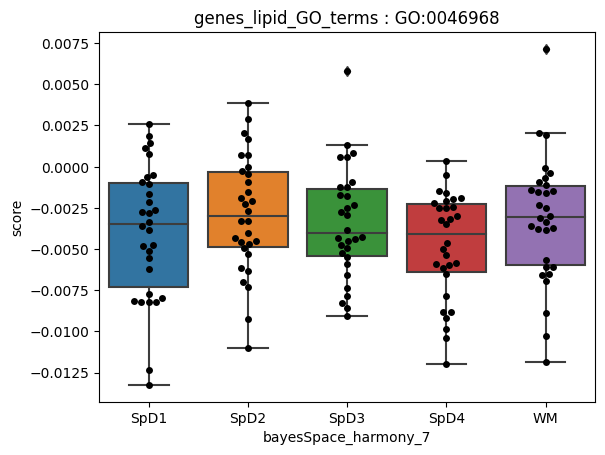 genes_lipid_GO_terms : GO:0046968
0.0075
0.0050
0.0025
0.0000
−0.0025
−0.0050
−0.0075
−0.0100
−0.0125
score
SpD1 SpD2 SpD3 SpD4 WM
bayesSpace_harmony_7